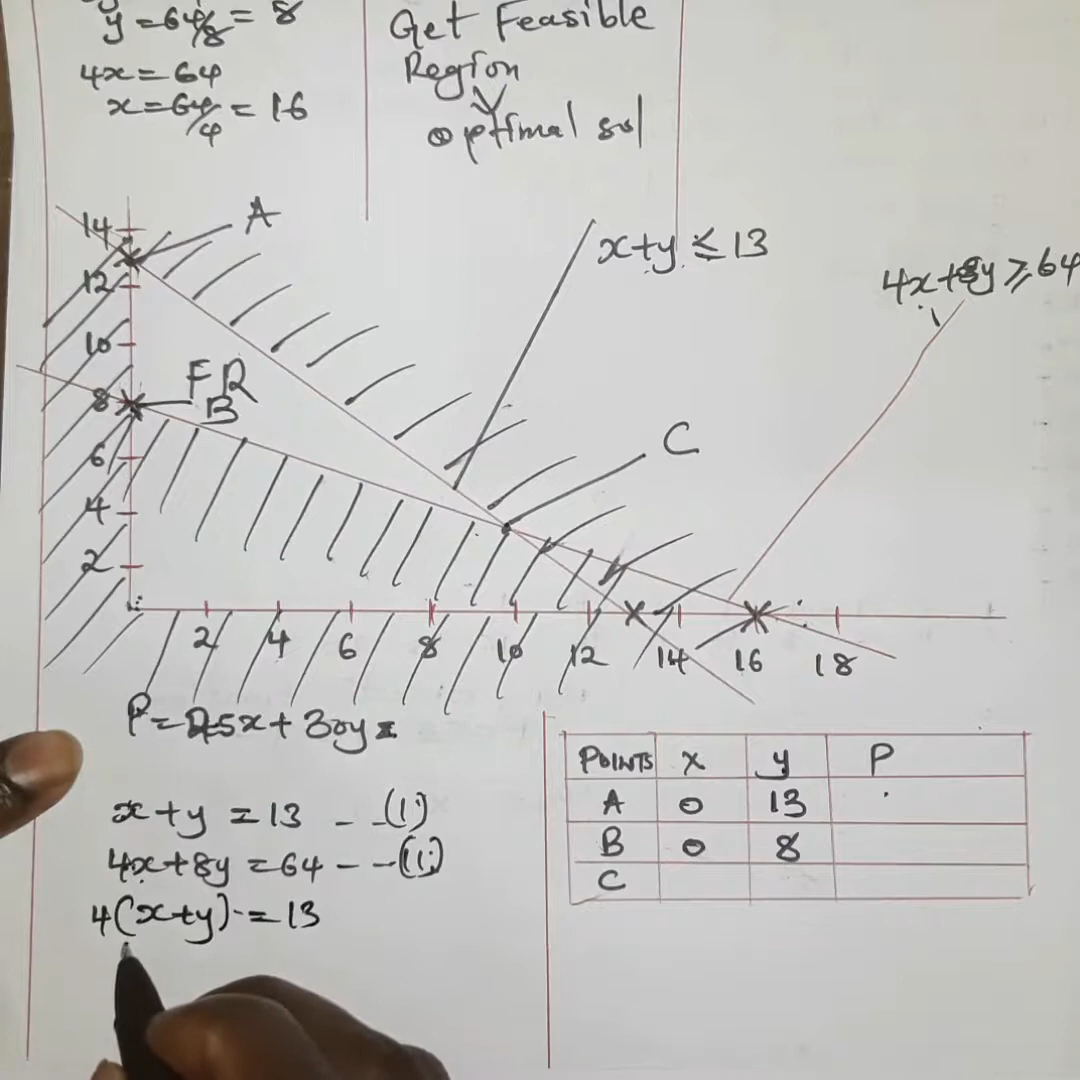 y = 64/8 = 8
4x = 64
x = 64/4 = 16
Get Feasible
Region
optimal sol
14
A
x+y ≤ 13
4x+8y ≥ 64
12
10
FR
8
B
6
C
4
2
2 4 6 8 10 12 14 16 18
x+y = 13 - - (i)
4x+8y = 64 - - (ii)
4(x+y) = 13
POINTS x y P
A 0 13
B 0 8
C